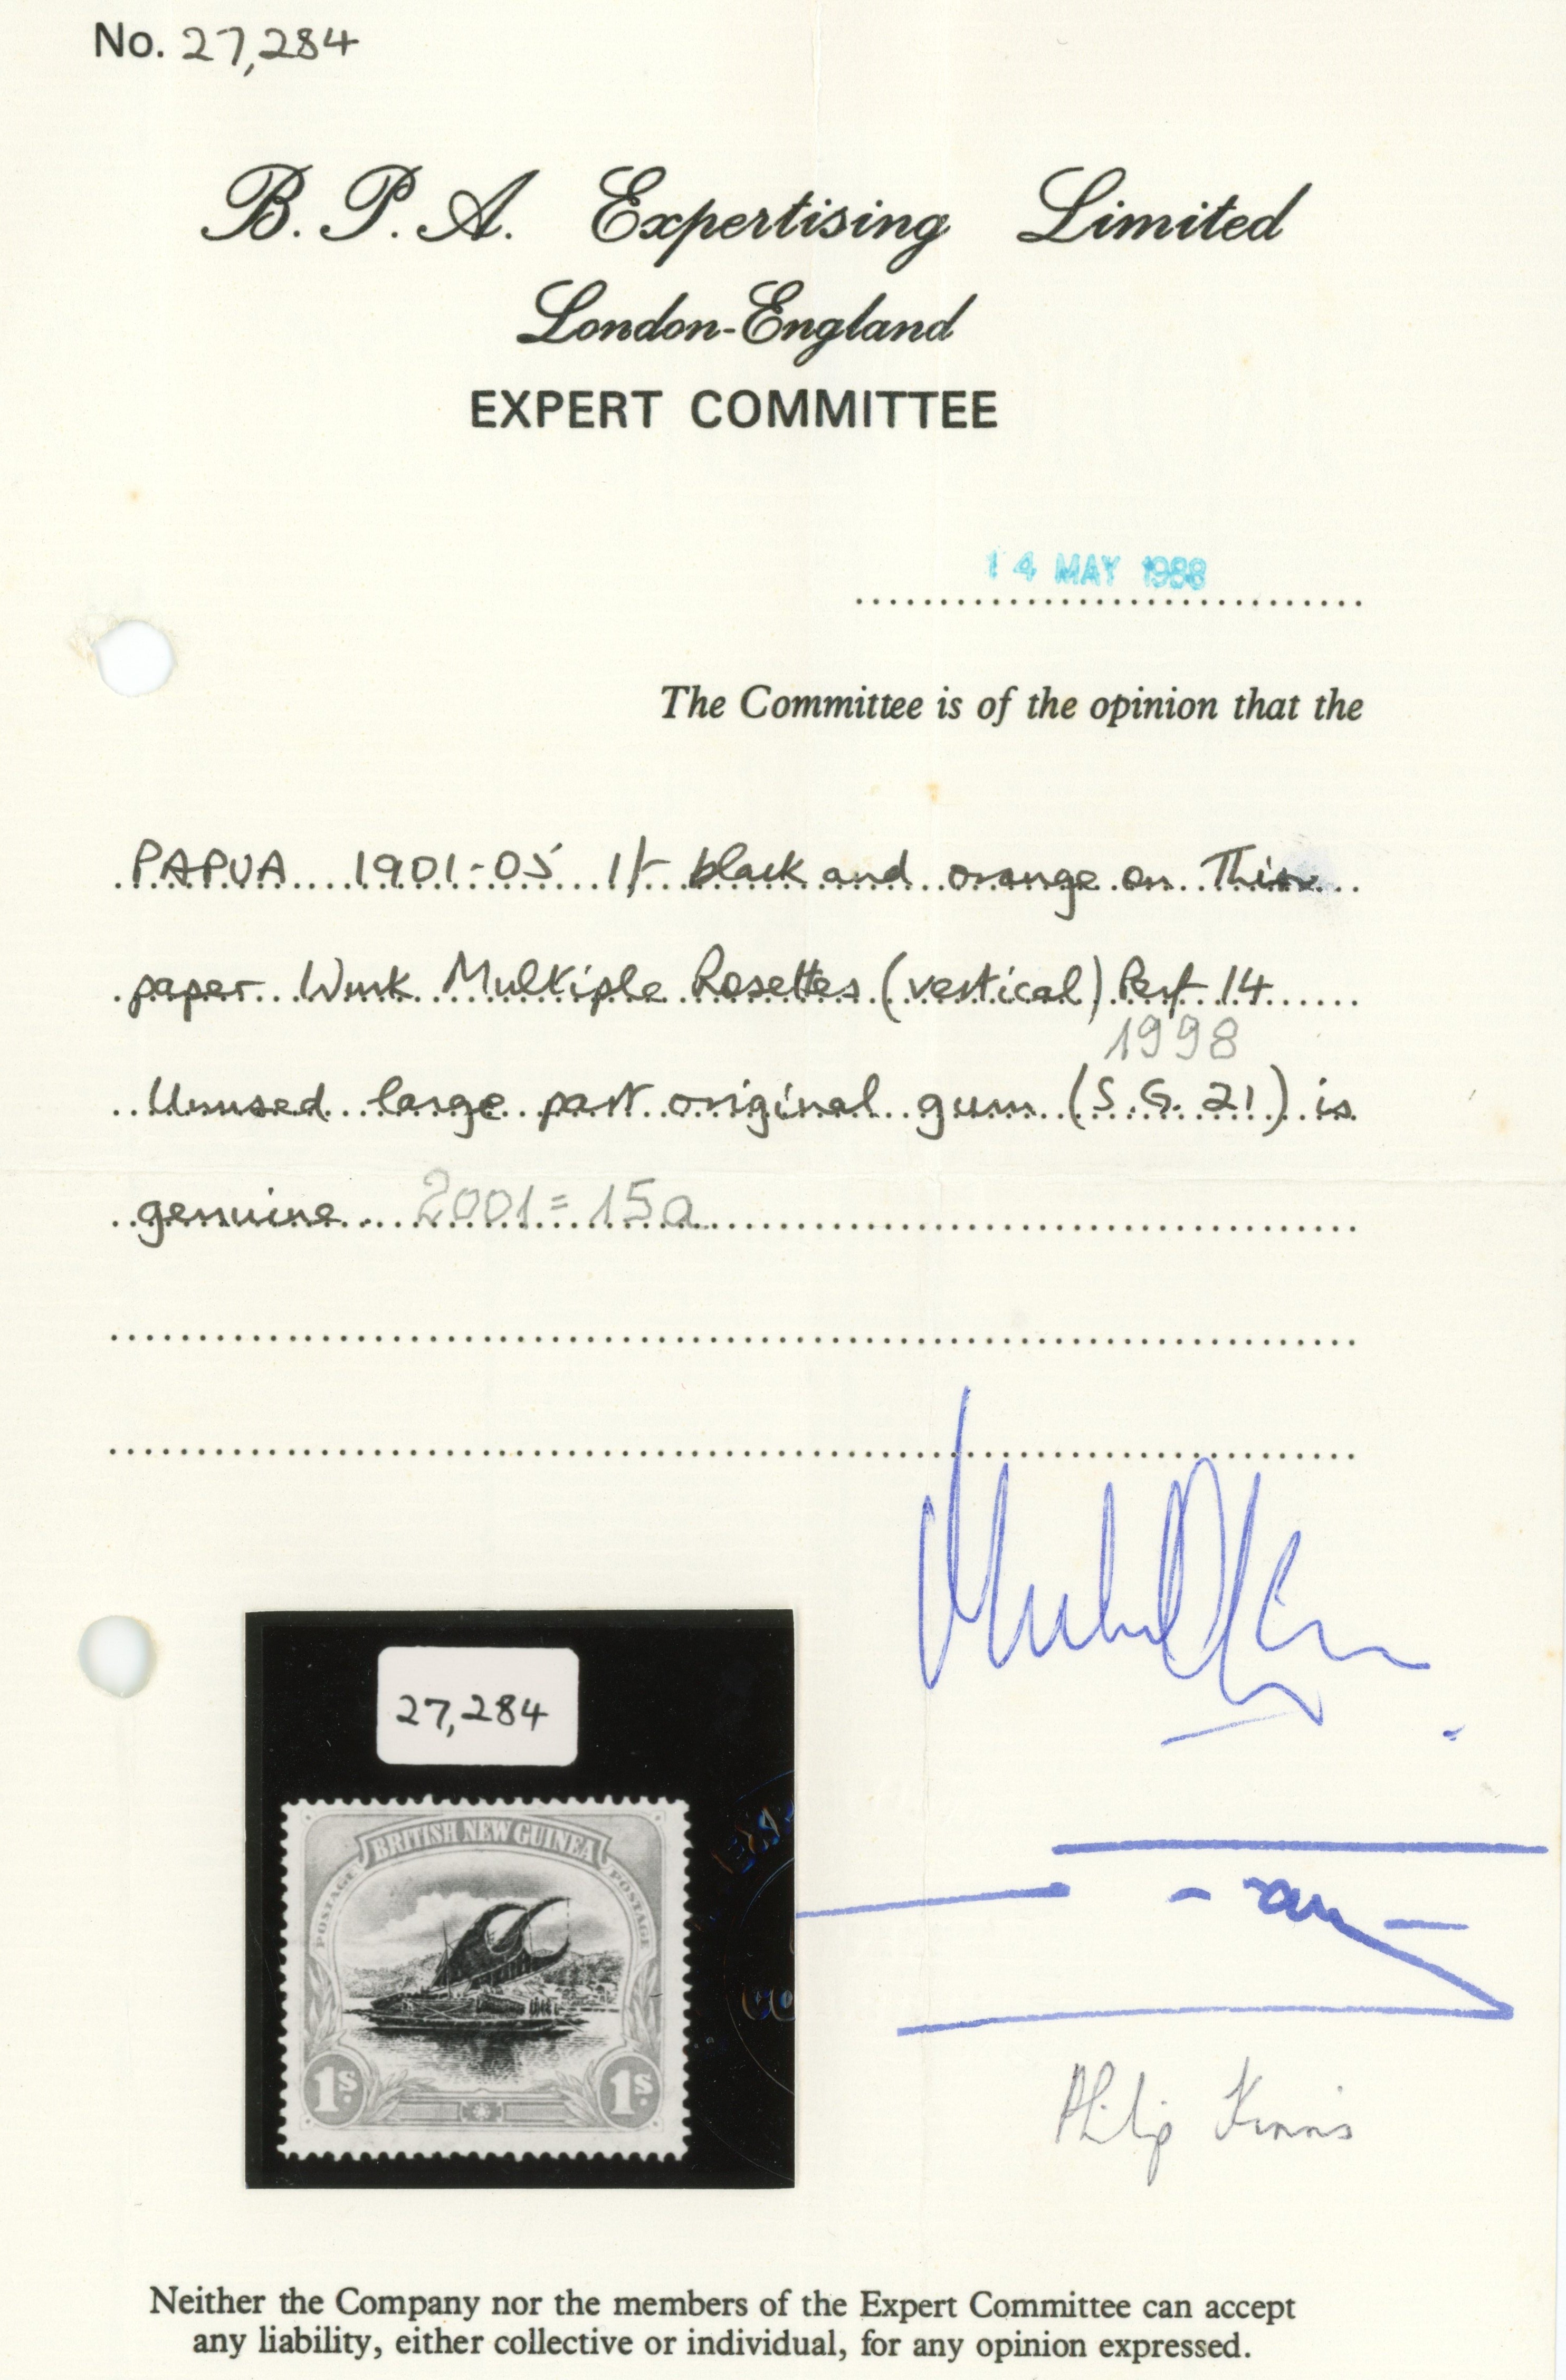 No. 27,284
B. P. A. Expertising Limited
London-England
EXPERT COMMITTEE
14 MAY 1988
The Committee is of the opinion that the
PAPUA 1901-05 1/- black and orange on Thin
paper Wmk Multiple Rosettes (vertical) Perf 14
1998
Unused large part original gum (S.G. 21) is
genuine 2001 = 15a
27,284
BRITISH NEW GUINEA
POSTAGE POSTAGE
1s. 1s.
Philip
Neither the Company nor the members of the Expert Committee can accept
any liability, either collective or individual, for any opinion expressed.